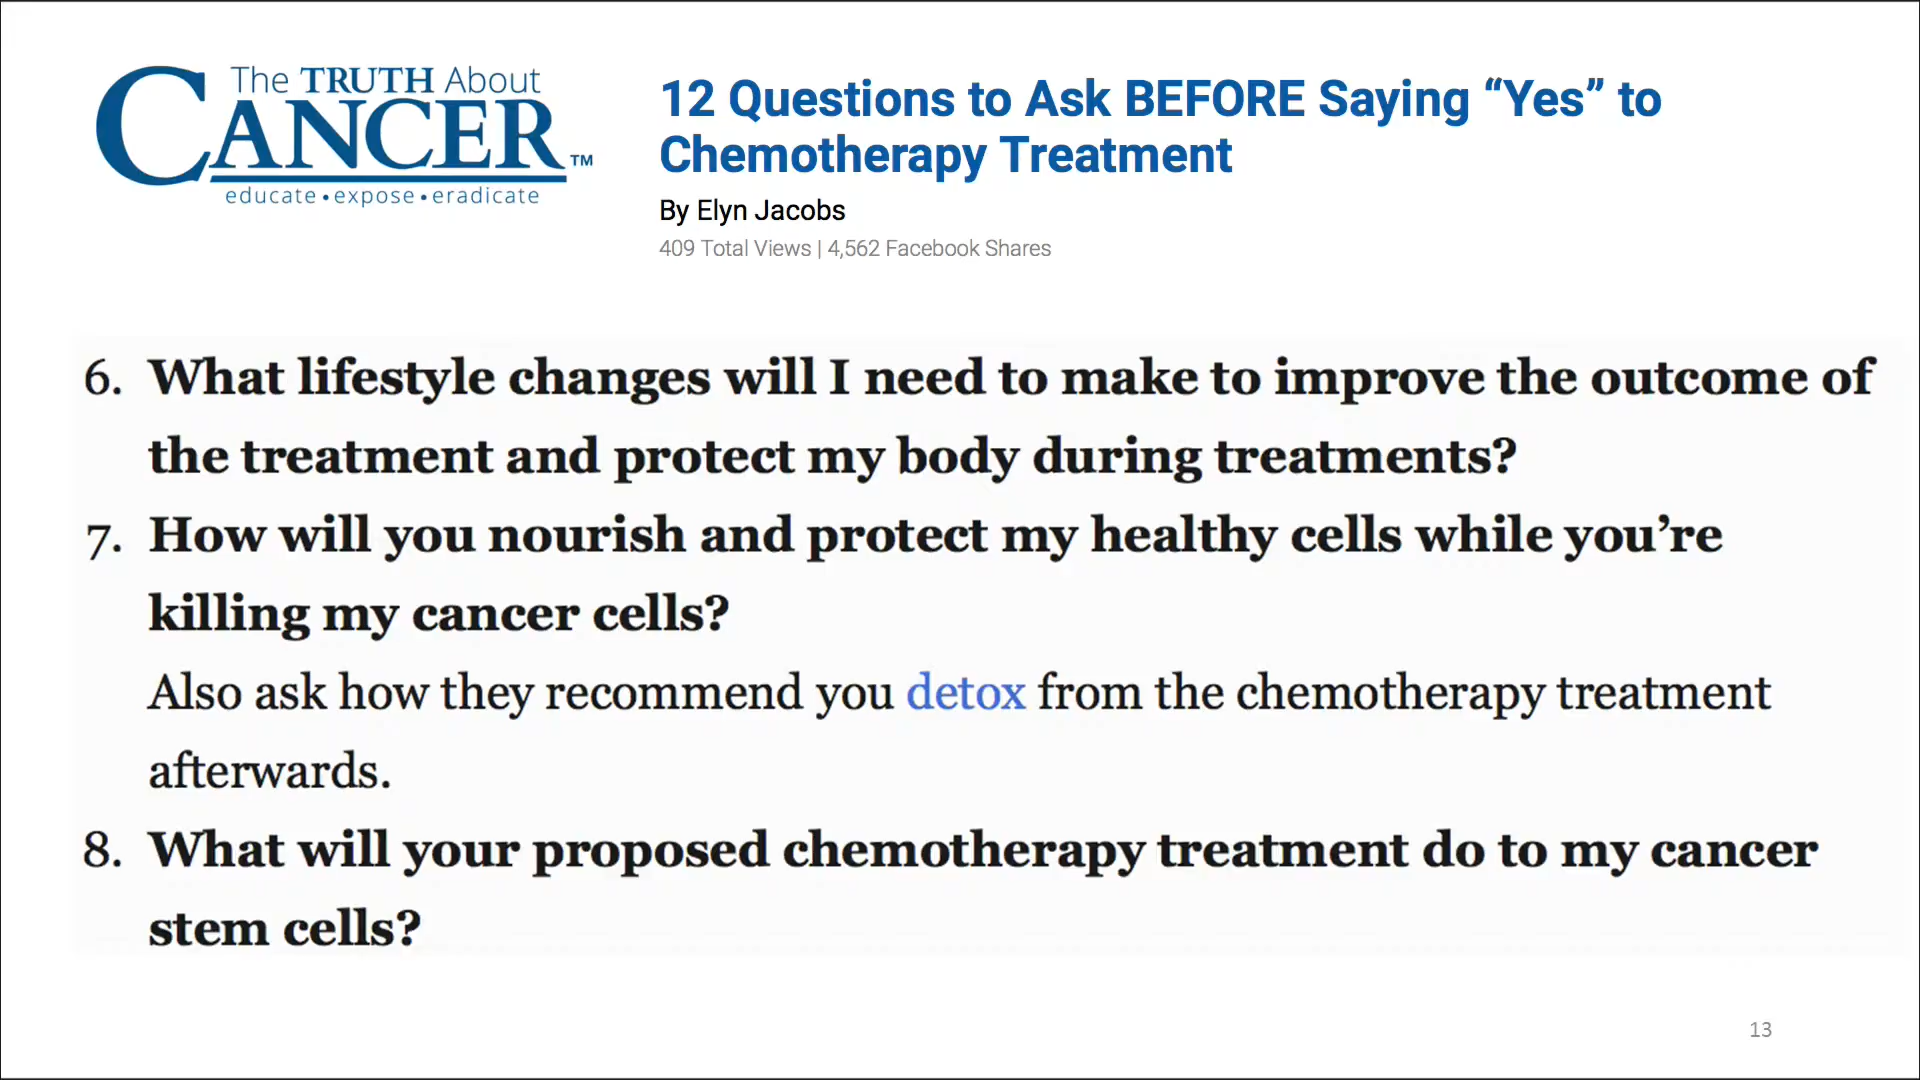 The TRUTH About
CANCER™
educate • expose • eradicate
12 Questions to Ask BEFORE Saying “Yes” to
Chemotherapy Treatment
By Elyn Jacobs
409 Total Views | 4,562 Facebook Shares
6. What lifestyle changes will I need to make to improve the outcome of
the treatment and protect my body during treatments?
7. How will you nourish and protect my healthy cells while you’re
killing my cancer cells?
Also ask how they recommend you detox from the chemotherapy treatment
afterwards.
8. What will your proposed chemotherapy treatment do to my cancer
stem cells?
13